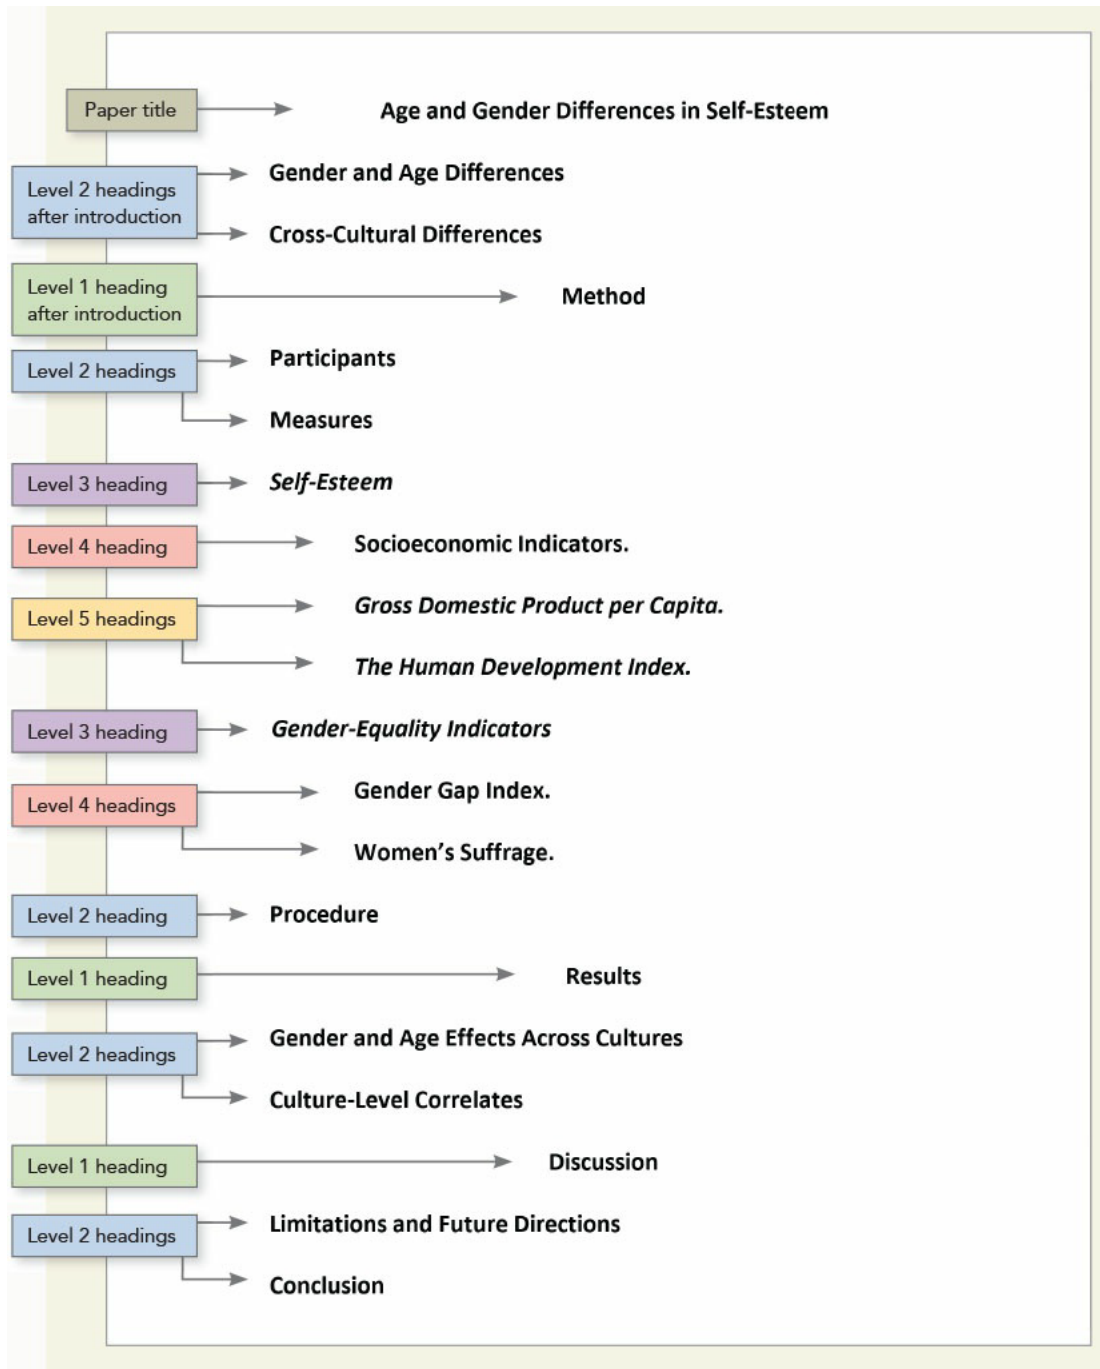 Paper title
Age and Gender Differences in Self-Esteem
Level 2 headings
after introduction
Gender and Age Differences
Cross-Cultural Differences
Level 1 heading
after introduction
Method
Level 2 headings
Participants
Measures
Level 3 heading
Self-Esteem
Level 4 heading
Socioeconomic Indicators.
Level 5 headings
Gross Domestic Product per Capita.
The Human Development Index.
Level 3 heading
Gender-Equality Indicators
Level 4 headings
Gender Gap Index.
Women’s Suffrage.
Level 2 heading
Procedure
Level 1 heading
Results
Level 2 headings
Gender and Age Effects Across Cultures
Culture-Level Correlates
Level 1 heading
Discussion
Level 2 headings
Limitations and Future Directions
Conclusion